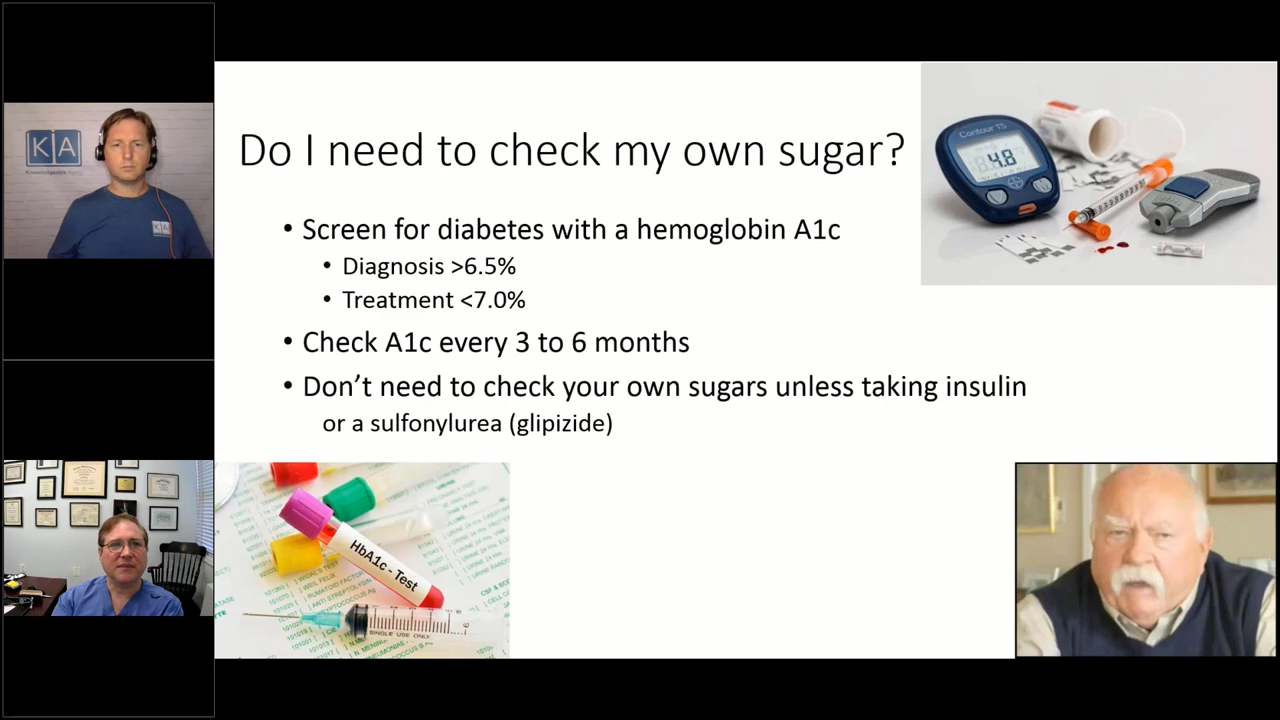 KIA
Do I need to check my own sugar?
• Screen for diabetes with a hemoglobin A1c
• Diagnosis >6.5%
• Treatment <7.0%
• Check A1c every 3 to 6 months
• Don’t need to check your own sugars unless taking insulin
or a sulfonylurea (glipizide)
Contour TS
4.8
HbA1c - Test
SINGLE USE ONLY